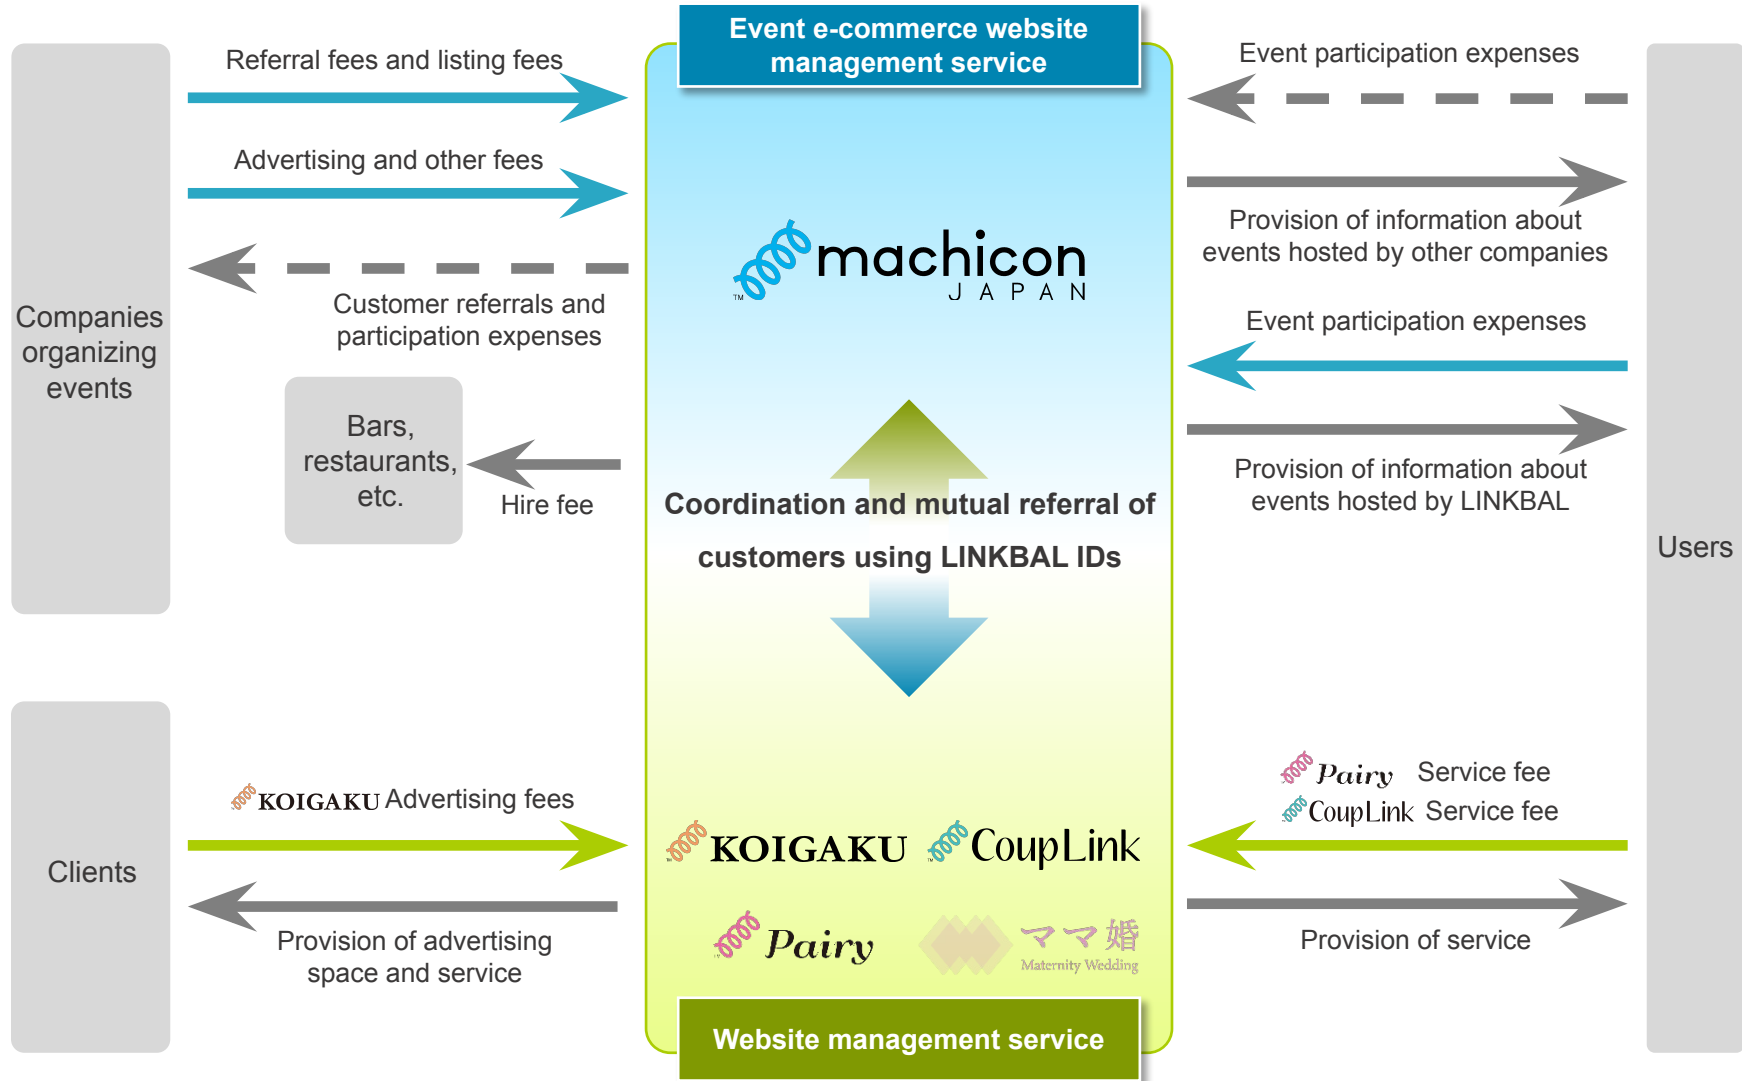 Event e-commerce website
management service
Referral fees and listing fees
Advertising and other fees
Customer referrals and
participation expenses
Companies
organizing
events
Bars,
restaurants,
etc.
Hire fee
machicon
JAPAN
TM
Coordination and mutual referral of
customers using LINKBAL IDs
Event participation expenses
Provision of information about
events hosted by other companies
Event participation expenses
Provision of information about
events hosted by LINKBAL
Users
Clients
KOIGAKU Advertising fees
Provision of advertising
space and service
KOIGAKU CoupLink
Pairy ママ婚
Maternity Wedding
Pairy Service fee
CoupLink Service fee
Provision of service
Website management service